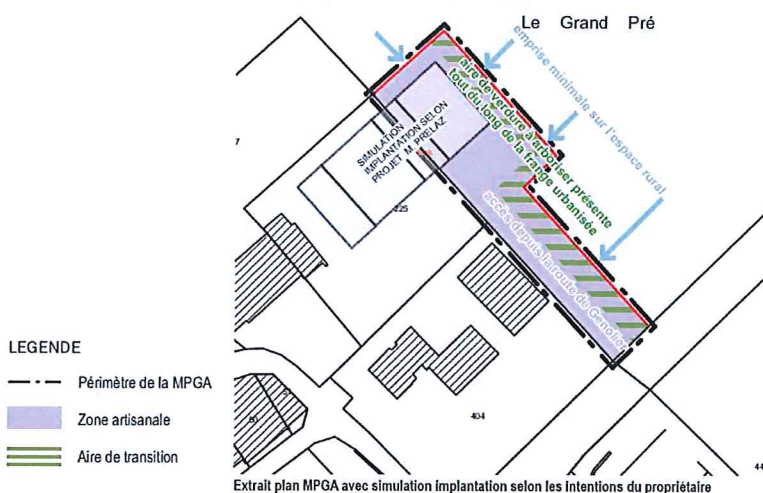 Le Grand Pré
emprise minimale sur l'espace rural
aire de verdure à arboriser présente
tout du long de la frange urbanisée
SIMULATION
IMPLANTATION SELON
PROJET M. PRELAZ
225
accès depuis la route de Genolier
404
LEGENDE
Périmètre de la MPGA
Zone artisanale
Aire de transition
44
Extrait plan MPGA avec simulation implantation selon les intentions du propriétaire